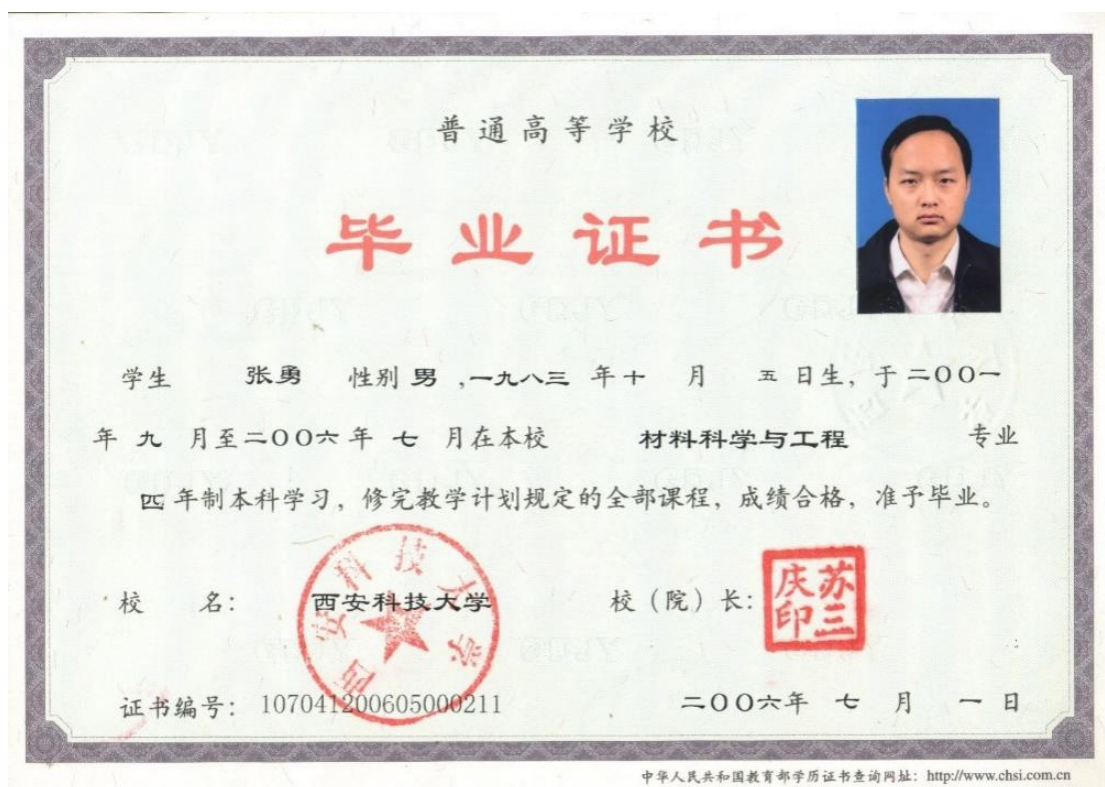 普通高等学校
毕业证书
学生 张勇 性别 男 ,一九八三 年 十 月 五 日生, 于 二OO一
年 九 月至 二OO六 年 七 月在本校 材料科学与工程 专业
四 年制本科学习, 修完教学计划规定的全部课程, 成绩合格, 准予毕业。
校 名: 西安科技大学 校(院)长: 苏三庆印
西安科技大学
证书编号: 107041200605000211 二OO六年 七 月 一 日
中华人民共和国教育部学历证书查询网址: http://www.chsi.com.cn